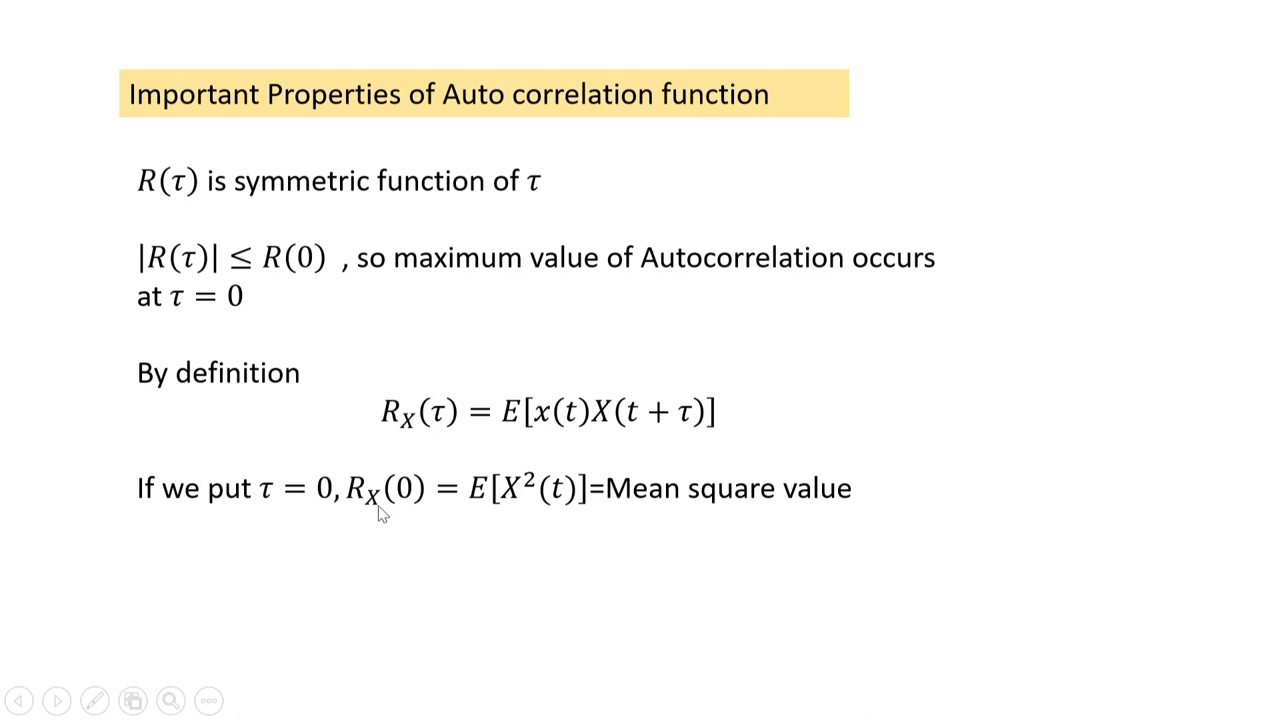 Important Properties of Auto correlation function
R(τ) is symmetric function of τ
|R(τ)| ≤ R(0) , so maximum value of Autocorrelation occurs
at τ = 0
By definition
R_X(τ) = E[x(t)X(t + τ)]
If we put τ = 0, R_X(0) = E[X²(t)]=Mean square value